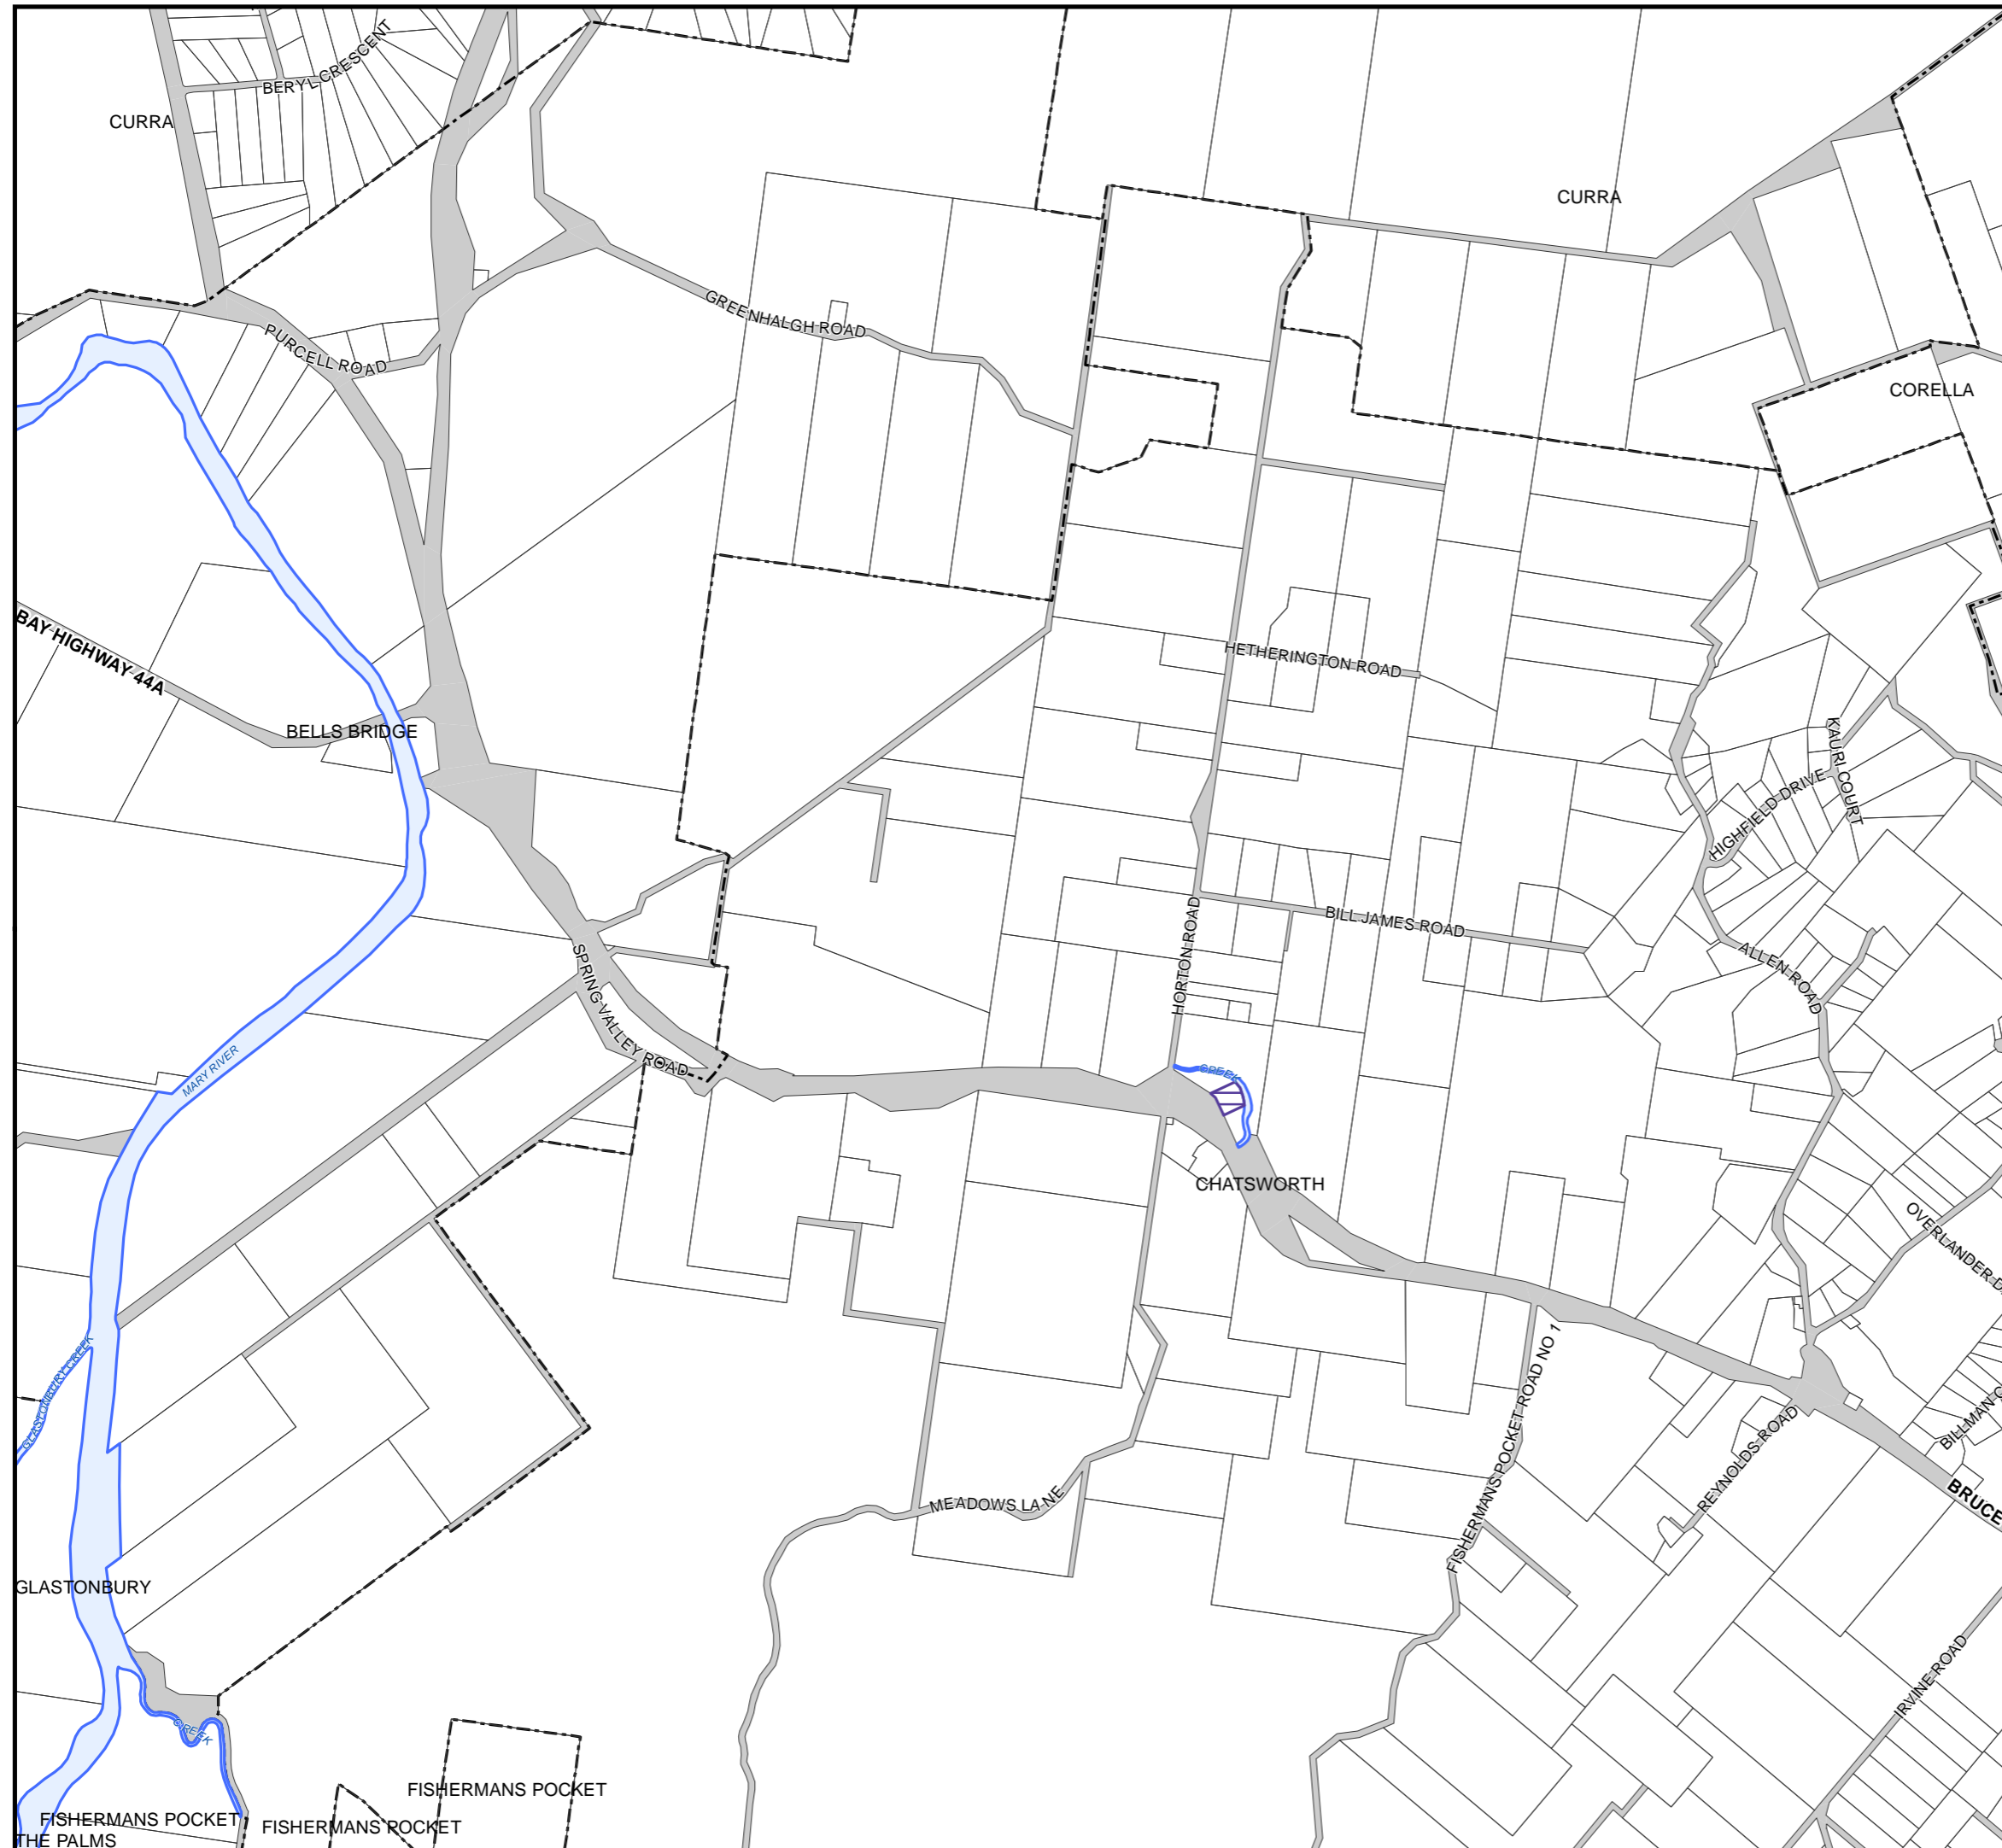 BERYL CRESCENT
CURRA
CURRA
GREENHALGH ROAD
PURCELL ROAD
CORELLA
BAY HIGHWAY 44A
HETHERINGTON ROAD
BELLS BRIDGE
KAURI COURT
HIGHFIELD DRIVE
BILL JAMES ROAD
HORTON ROAD
ALLEN ROAD
SPRING VALLEY ROAD
MARY RIVER
CREEK
CHATSWORTH
OVERLANDER D
GLASTONBURY CREEK
FISHERMANS POCKET ROAD NO 1
REYNOLDS ROAD
BILLMAN
BRUCE
MEADOWS LANE
GLASTONBURY
IRVINE ROAD
CREEK
FISHERMANS POCKET
FISHERMANS POCKET
FISHERMANS POCKET
THE PALMS